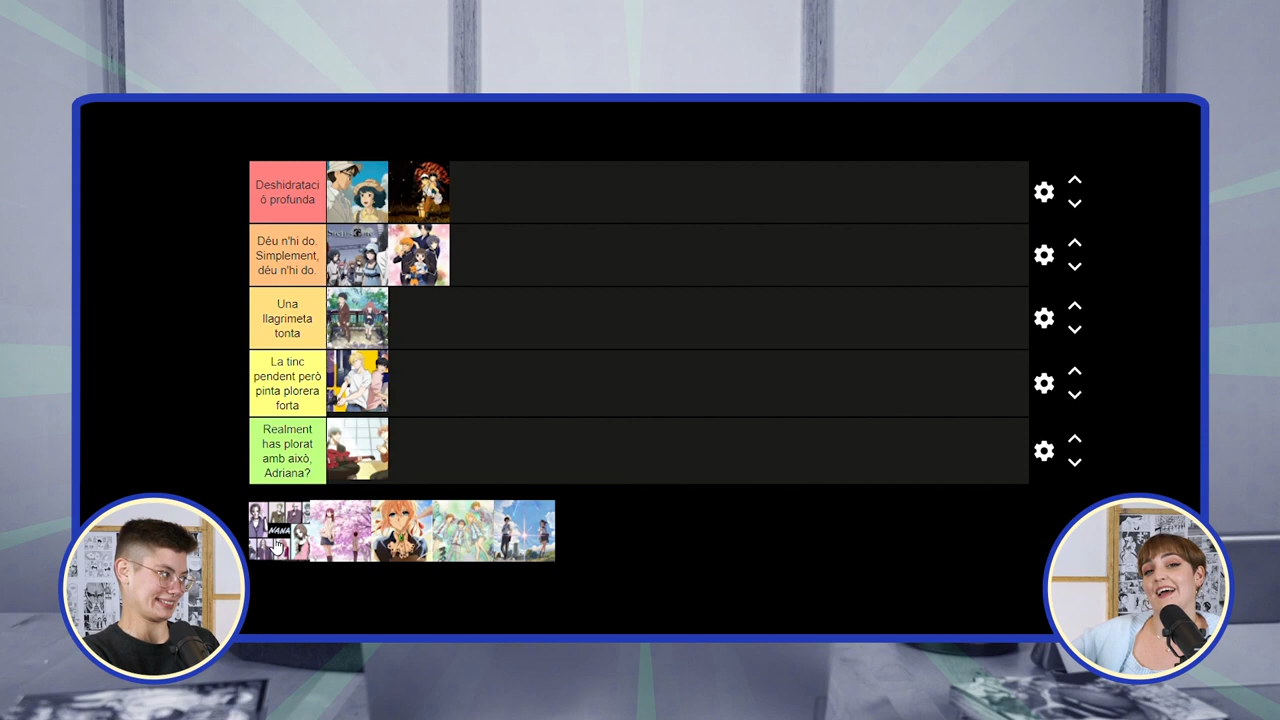 Deshidrataci
ó profunda
Déu n'hi do.
Simplement,
déu n'hi do.
Una
llagrimeta
tonta
La tinc
pendent però
pinta plorera
forta
Realment
has plorat
amb això,
Adriana?
NANA